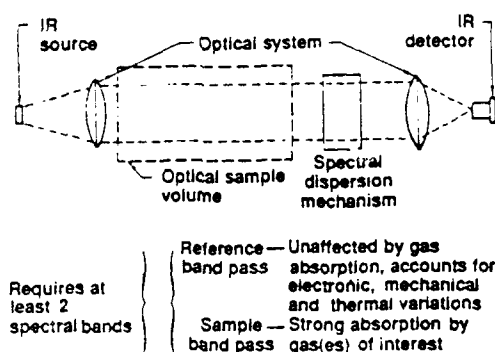 IR
source
Optical system
IR
detector
Optical sample
volume
Spectral
dispersion
mechanism
Requires at
least 2
spectral bands
Reference — Unaffected by gas
band pass absorption, accounts for
electronic, mechanical
and thermal variations
Sample — Strong absorption by
band pass gas(es) of interest